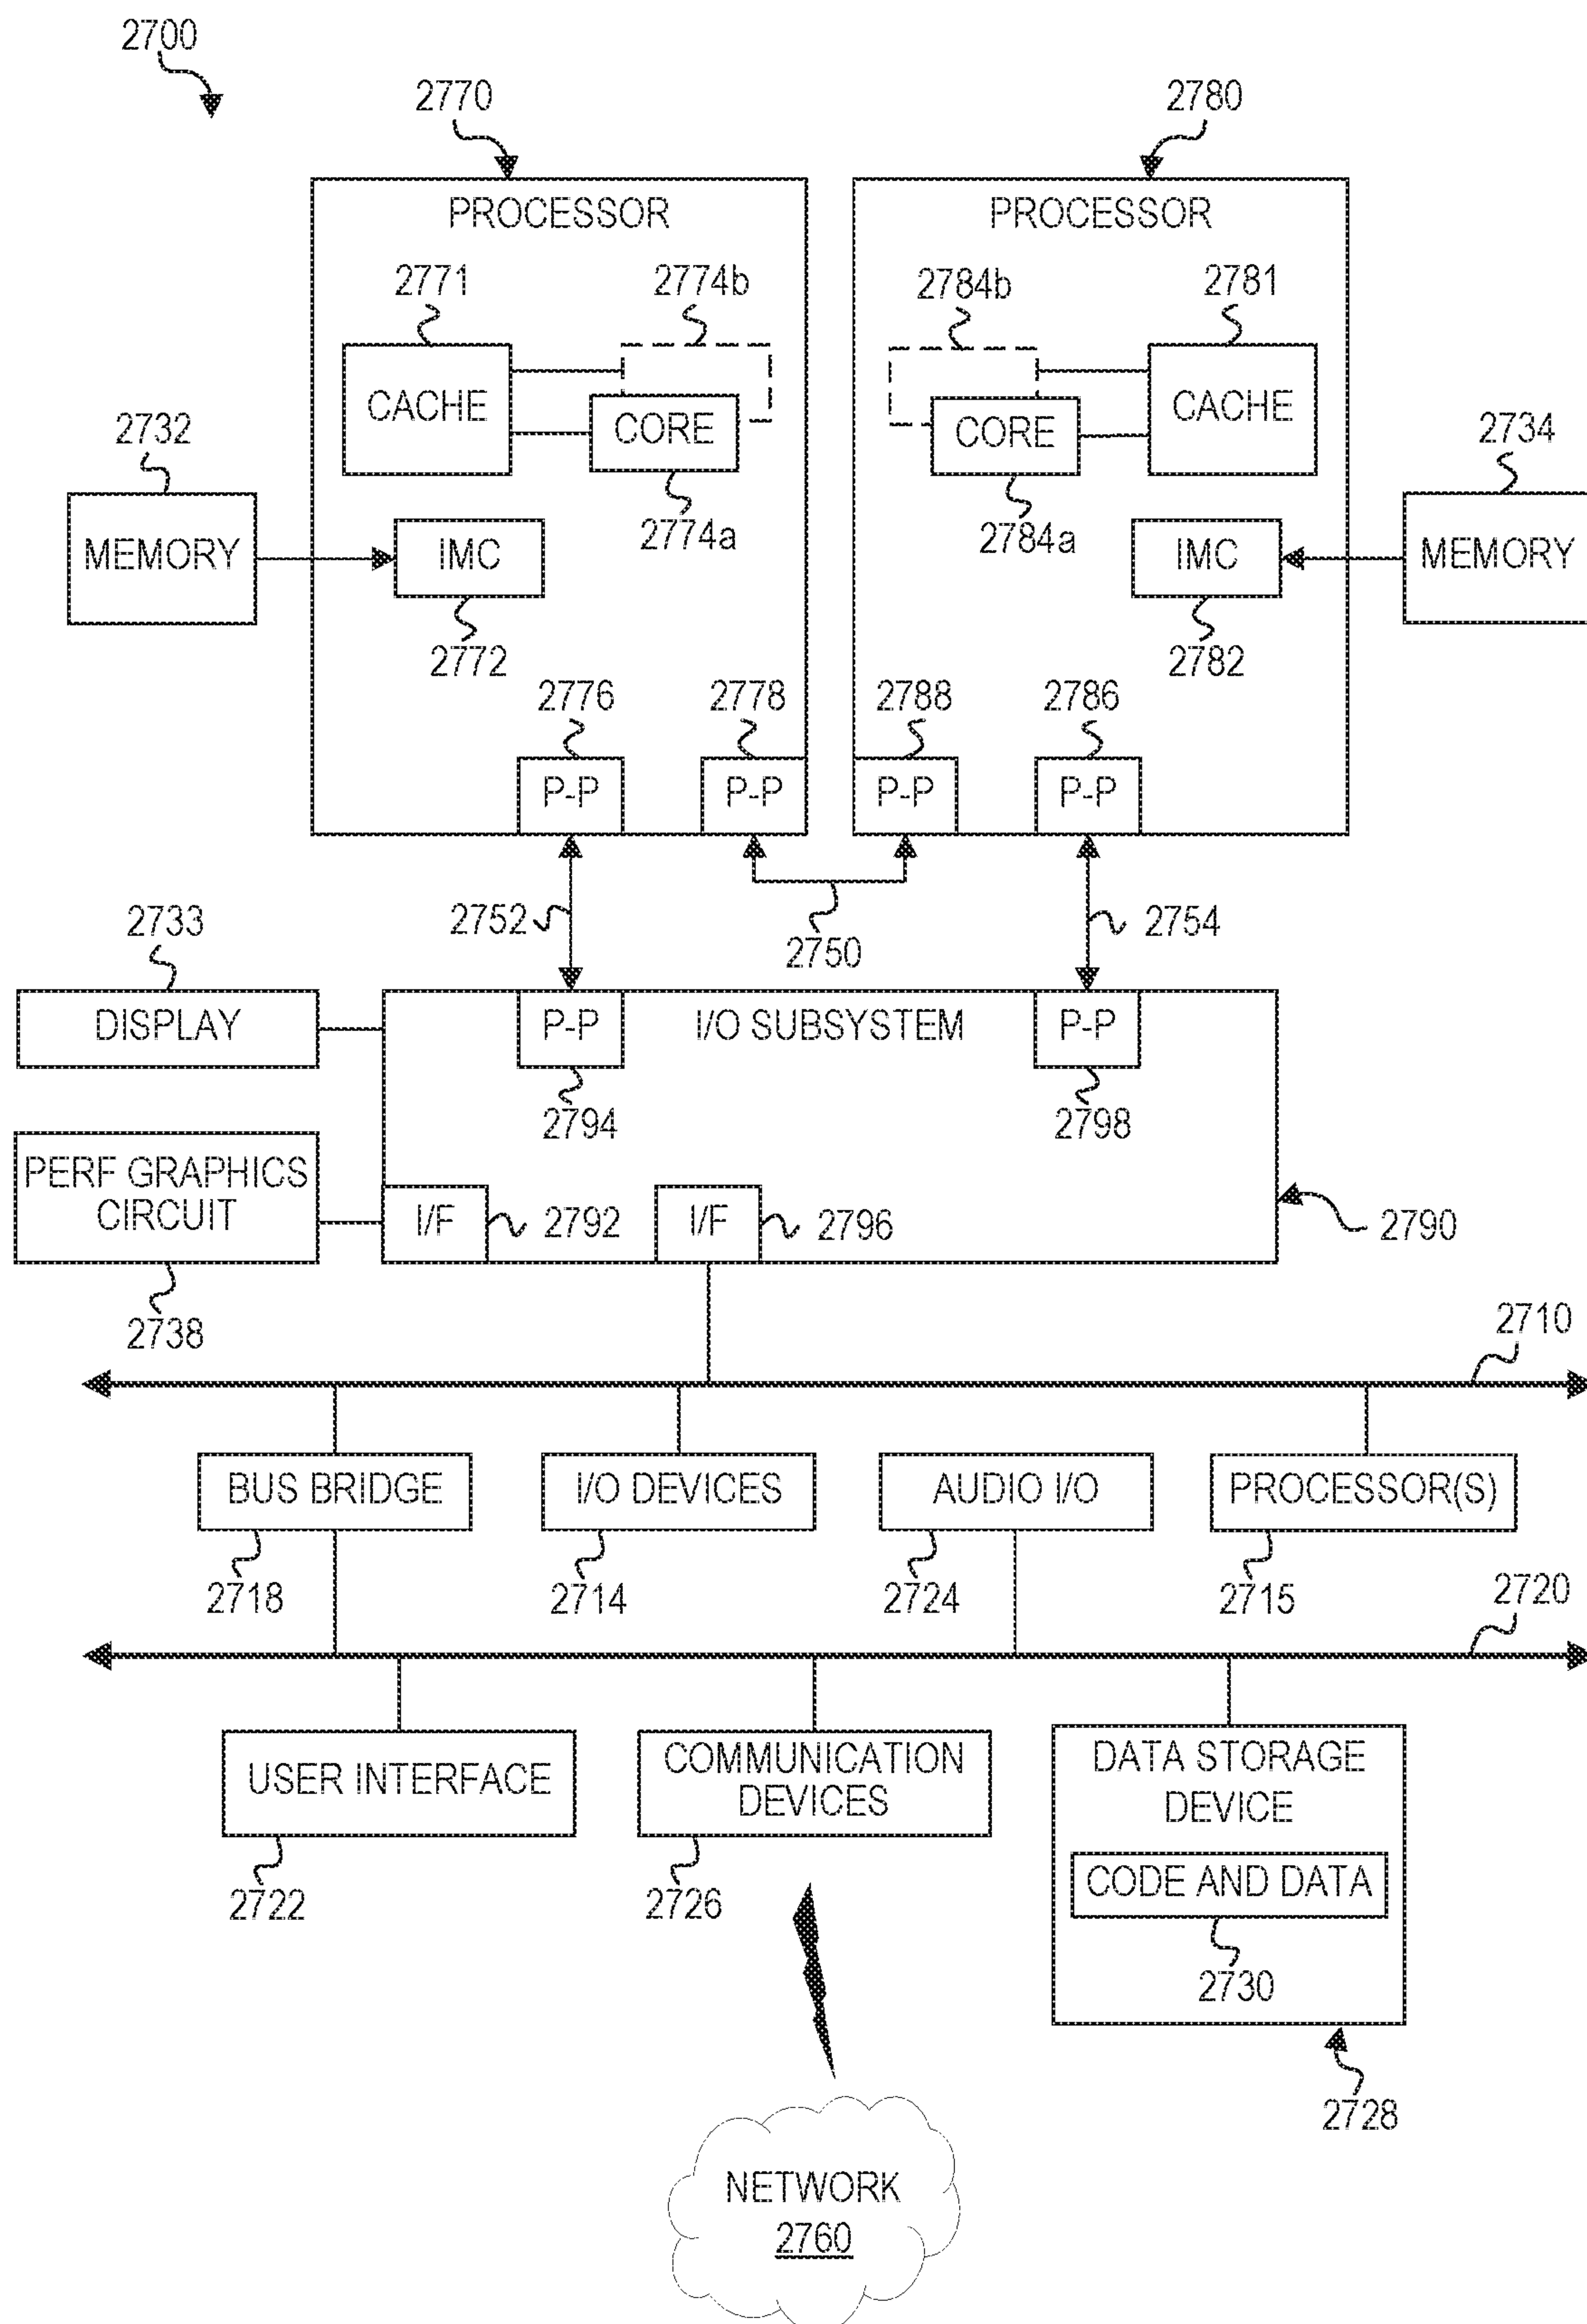 2700
2770
2780
PROCESSOR
PROCESSOR
2771
2774b
2784b
2781
CACHE
CORE
CORE
CACHE
2732
2734
2774a
2784a
MEMORY
IMC
IMC
MEMORY
2772
2782
2776
2778
2788
2786
P-P
P-P
P-P
P-P
2752
2750
2754
2733
DISPLAY
P-P
I/O SUBSYSTEM
P-P
2794
2798
PERF GRAPHICS
CIRCUIT
I/F
2792
I/F
2796
2790
2738
2710
BUS BRIDGE
I/O DEVICES
AUDIO I/O
PROCESSOR(S)
2718
2714
2724
2715
2720
USER INTERFACE
COMMUNICATION
DEVICES
DATA STORAGE
DEVICE
CODE AND DATA
2722
2726
2730
2728
NETWORK
2760